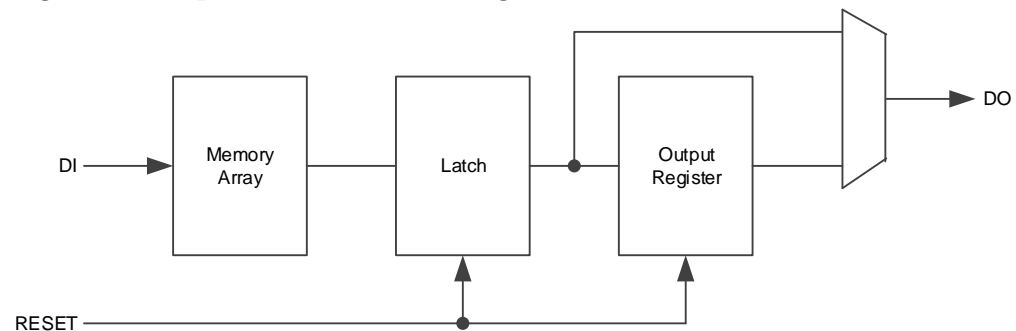 DI
Memory
Array
Latch
Output
Register
DO
RESET